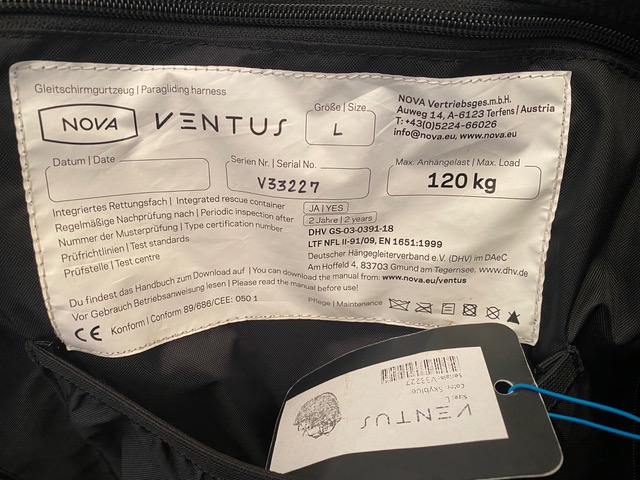 Gleitschirmgurtzeug | Paragliding harness
NOVA VENTUS
Größe | Size
L
NOVA Vertriebsges.m.b.H.
Auweg 14, A-6123 Terfens / Austria
T: +43(0)5224-66026
info@nova.eu, www.nova.eu
Datum | Date
Serien Nr. | Serial No.
V33227
Max. Anhängelast | Max. Load
120 kg
Integriertes Rettungsfach | Integrated rescue container JA | YES
Regelmäßige Nachprüfung nach | Periodic inspection after 2 Jahre | 2 years
Nummer der Musterprüfung | Type certification number DHV GS-03-0391-18
Prüfrichtlinien | Test standards LTF NFL II-91/09, EN 1651:1999
Prüfstelle | Test centre Deutscher Hängegleiterverband e.V. (DHV) im DAeC
Am Hoffeld 4, 83703 Gmund am Tegernsee, www.dhv.de
Du findest das Handbuch zum Download auf | You can download the manual from: www.nova.eu/ventus
Vor Gebrauch Betriebsanweisung lesen | Please read the manual before use!
CE Konform | Conform 89/686/CEE: 050 1
Pflege | Maintenance
VENTUS
Size: L
Color: Skyblue
Serialn: V33227